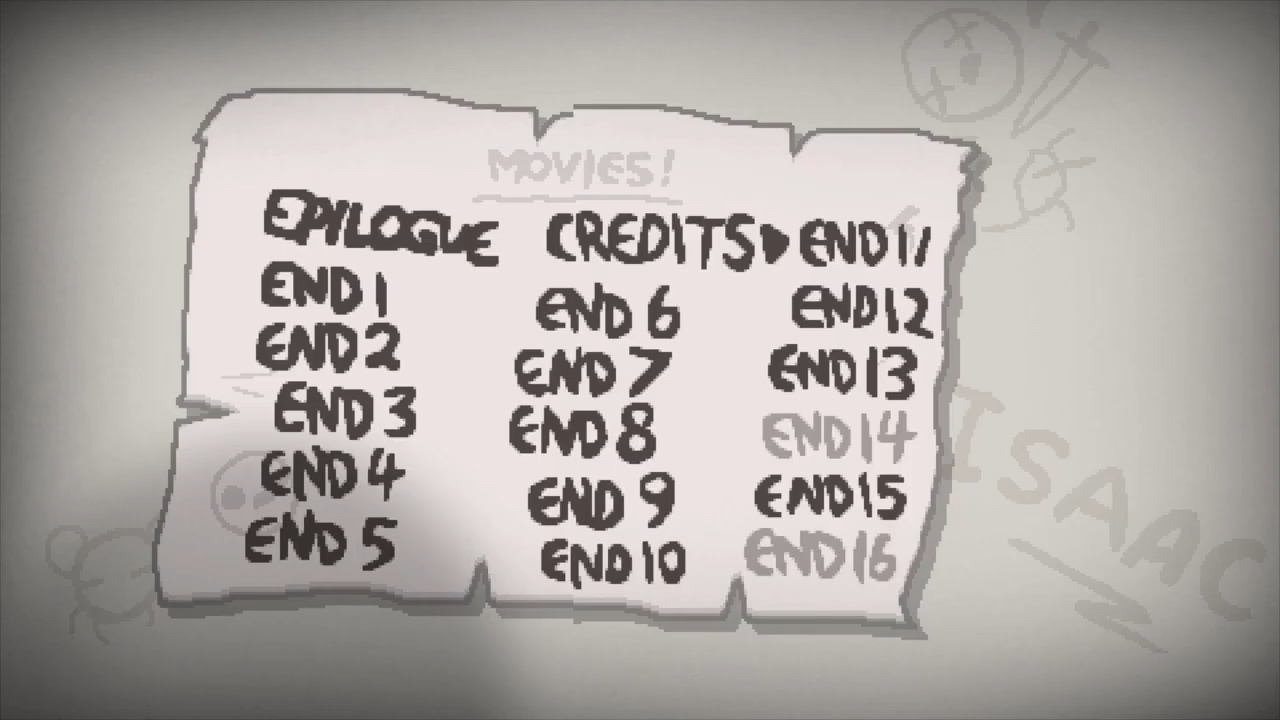 MOVIES!
EPILOGUE CREDITS END 11
END 1 END 6 END 12
END 2 END 7 END 13
END 3 END 8 END 14
END 4 END 9 END 15
END 5 END 10 END 16
ISAAC